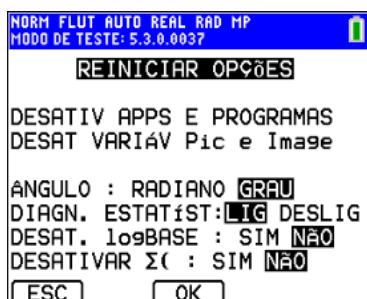 NORM FLUT AUTO REAL RAD MP
MODO DE TESTE: 5.3.0.0037
REINICIAR OPÇõES
DESATIV APPS E PROGRAMAS
DESAT VARIáV Pic e Image
ÂNGULO : RADIANO GRAU
DIAGN. ESTATíST: LIG DESLIG
DESAT. logBASE : SIM NÃO
DESATIVAR Σ( : SIM NÃO
ESC OK